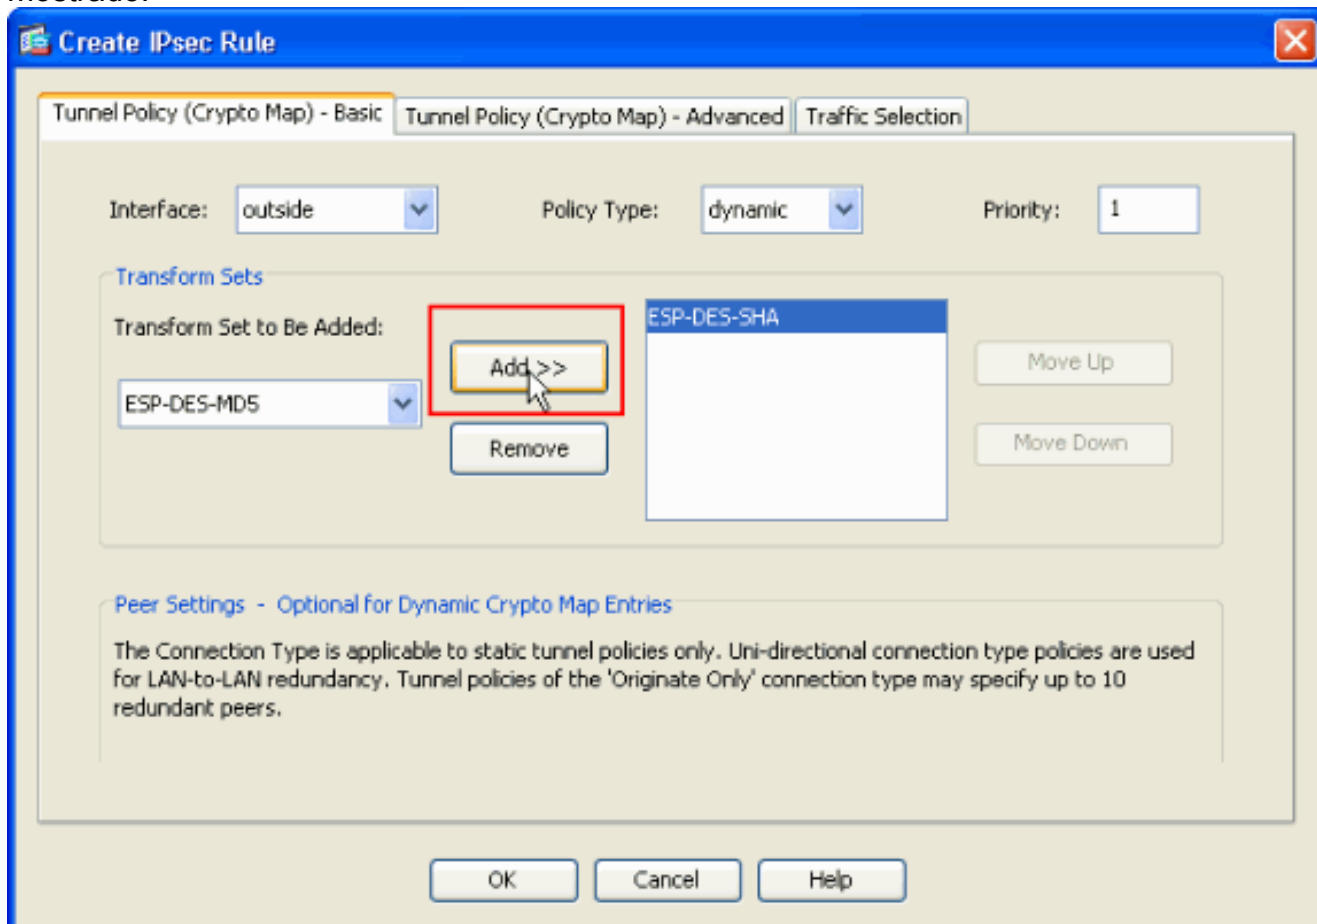 Create IPsec Rule
Tunnel Policy (Crypto Map) - Basic Tunnel Policy (Crypto Map) - Advanced Traffic Selection
Interface: outside Policy Type: dynamic Priority: 1
Transform Sets
Transform Set to Be Added:
ESP-DES-SHA
Add >>
Move Up
ESP-DES-MD5
Remove
Move Down
Peer Settings - Optional for Dynamic Crypto Map Entries
The Connection Type is applicable to static tunnel policies only. Uni-directional connection type policies are used
for LAN-to-LAN redundancy. Tunnel policies of the 'Originate Only' connection type may specify up to 10
redundant peers.
OK Cancel Help